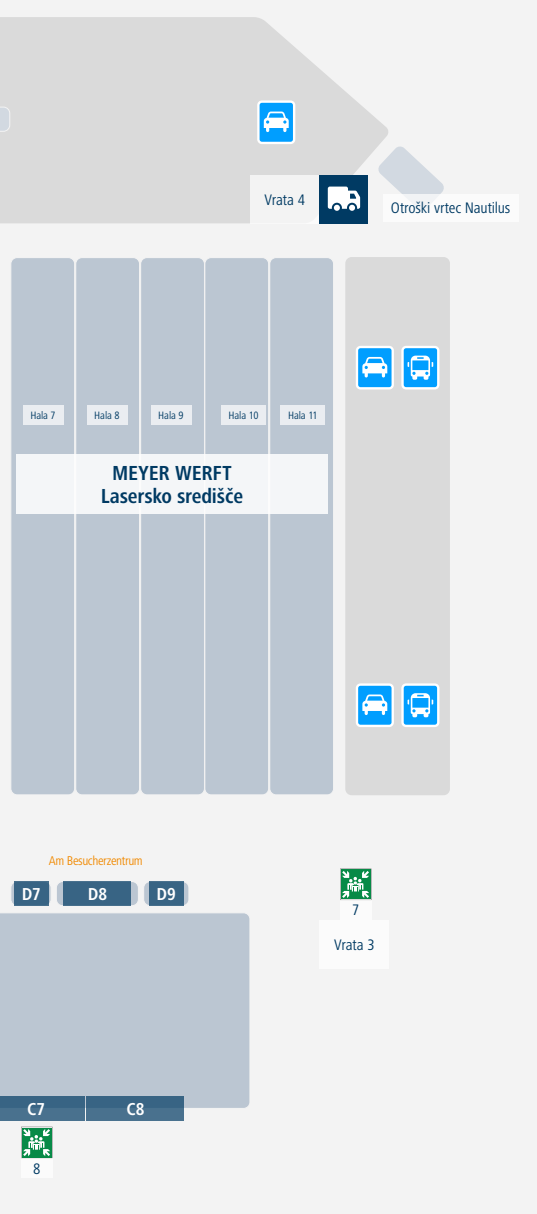 Vrata 4
Otroški vrtec Nautilus
Hala 7
Hala 8
Hala 9
Hala 10
Hala 11
MEYER WERFT
Lasersko središče
Am Besucherzentrum
D7
D8
D9
7
Vrata 3
C7
C8
8